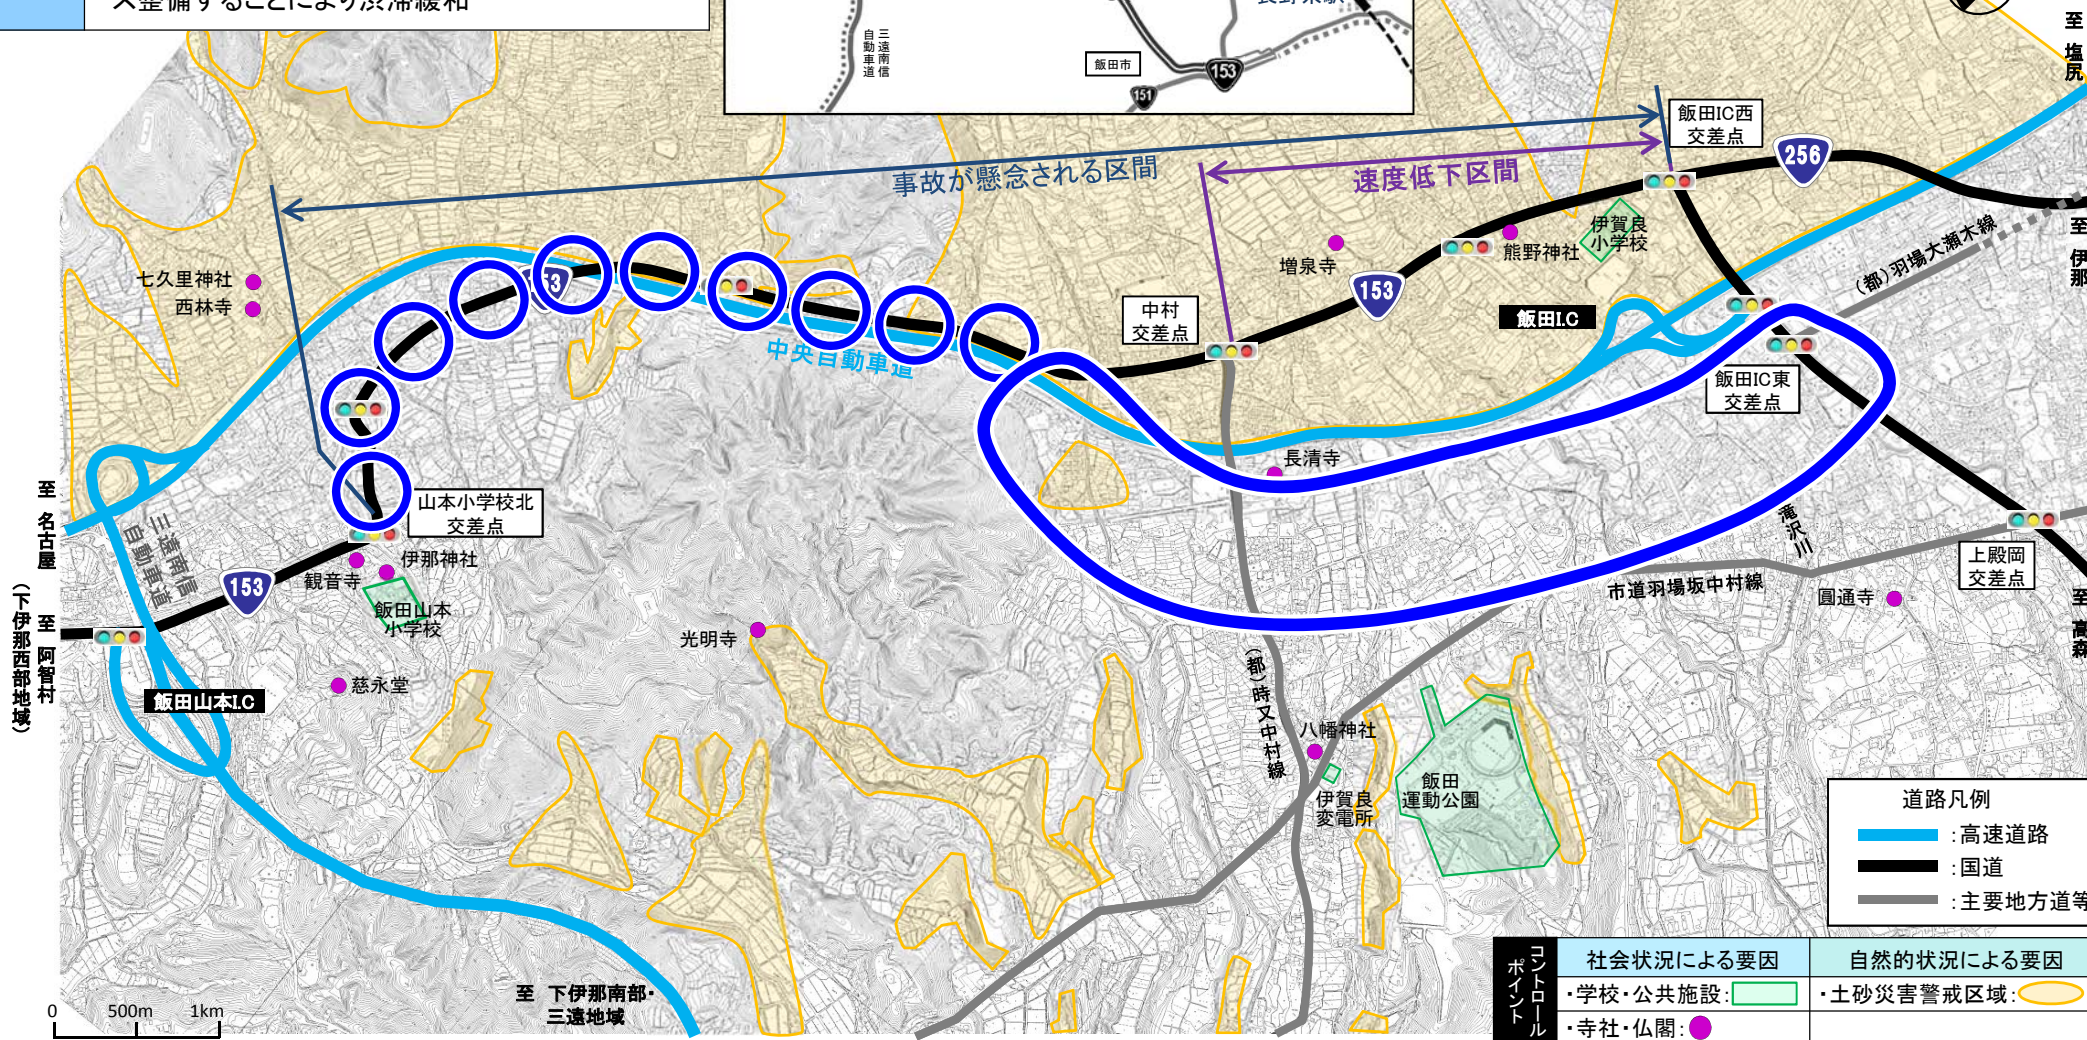 ス整備することにより渋滞緩和
三遠南信
自動車道
飯田市
153
151
至 塩尻
飯田IC西
交差点
256
事故が懸念される区間
速度低下区間
伊賀良
小学校
熊野神社
増泉寺
(都)羽場大瀬木線
至 伊那
七久里神社
西林寺
153
中村
交差点
飯田I.C
中央自動車道
飯田IC東
交差点
長清寺
至 名古屋
三遠南信
自動車道
山本小学校北
交差点
滝沢川
伊那神社
観音寺
153
飯田山本
小学校
上殿岡
交差点
市道羽場坂中村線
圓通寺
至 高森
至 阿智村
(下伊那西部地域)
光明寺
慈永堂
飯田山本I.C
(都)時又中村線
八幡神社
伊賀良
変電所
飯田
運動公園
道路凡例
:高速道路
:国道
:主要地方道等
至 下伊那南部・
三遠地域
0 500m 1km
コントロール
ポイント
社会状況による要因
自然的状況による要因
・学校・公共施設:
・土砂災害警戒区域:
・寺社・仏閣: